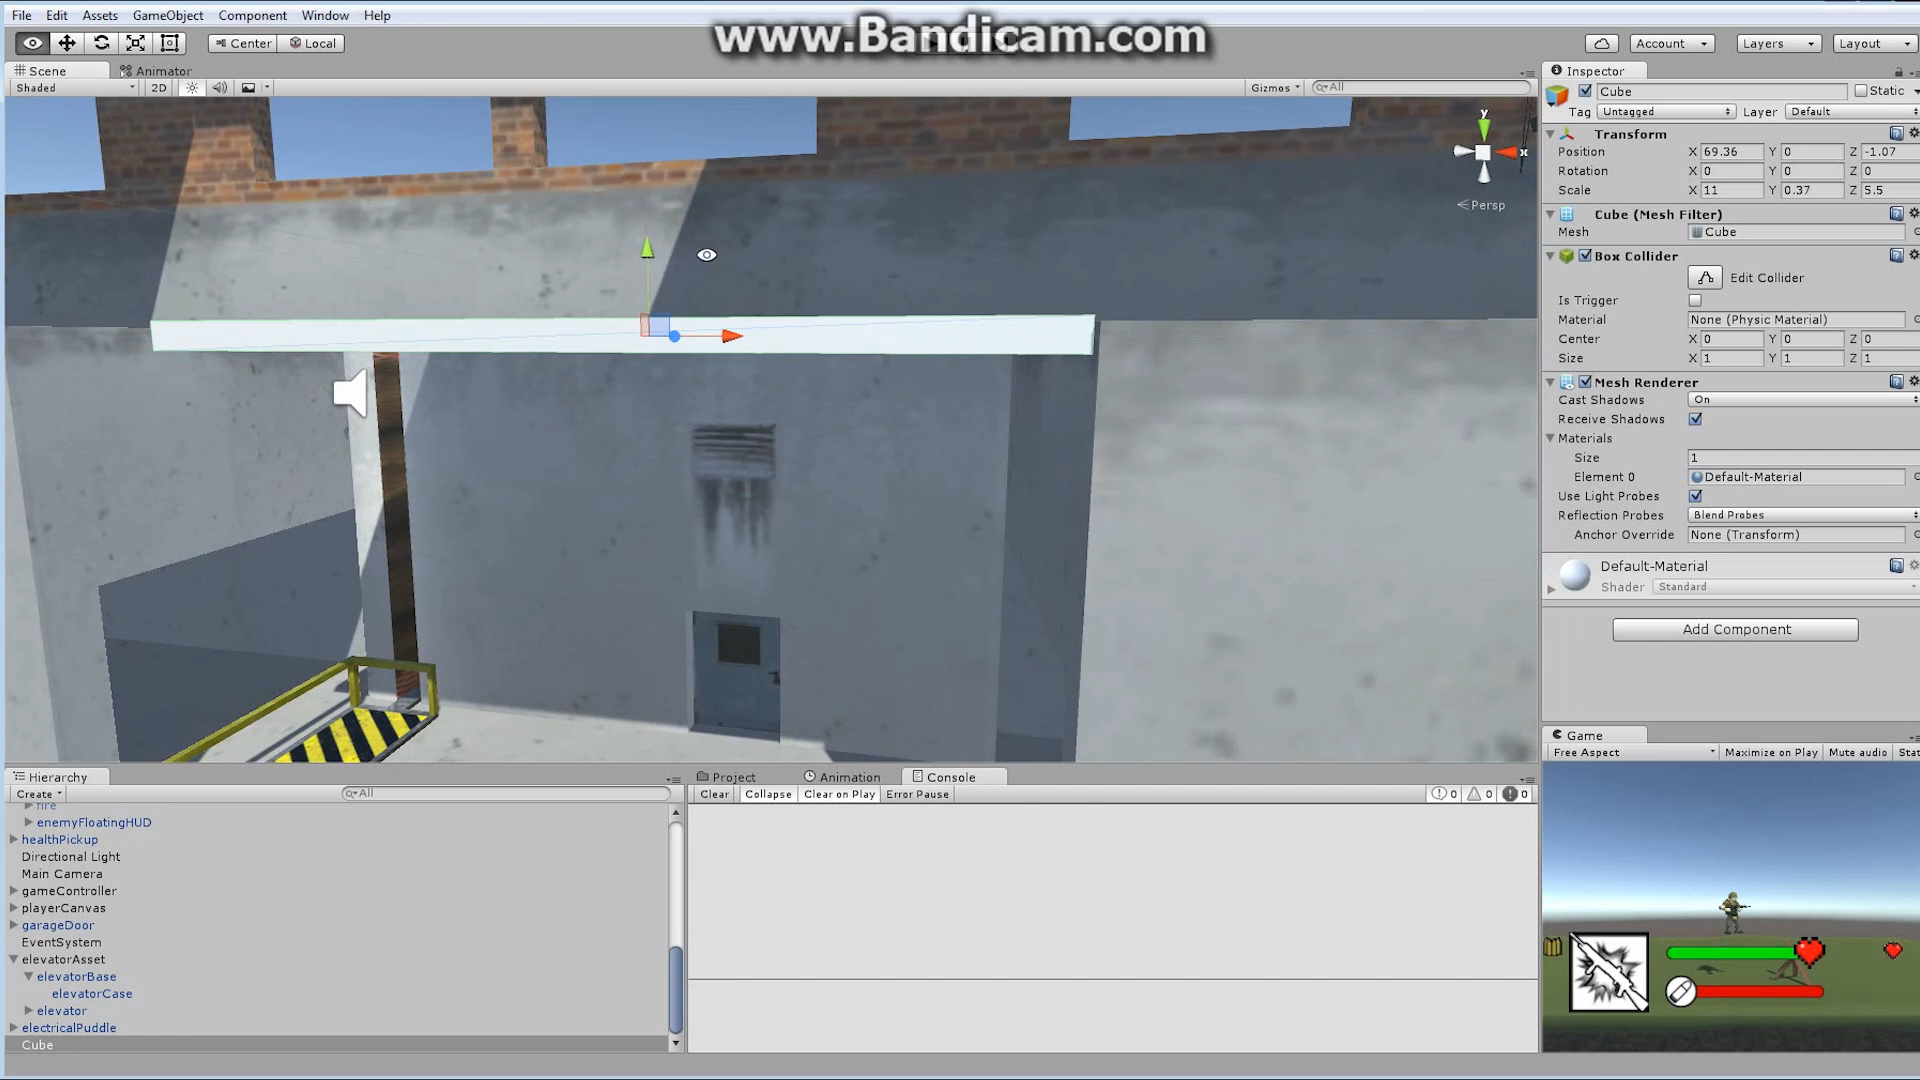 File Edit Assets GameObject Component Window Help
www.Bandicam.com
Center Local
Account Layers Layout
Scene Animator
Shaded 2D Gizmos All
y
x
Persp
Inspector
Cube Static
Tag Untagged Layer Default
Transform
Position X 69.36 Y 0 Z -1.07
Rotation X 0 Y 0 Z 0
Scale X 11 Y 0.37 Z 5.5
Cube (Mesh Filter)
Mesh Cube
Box Collider
Edit Collider
Is Trigger
Material None (Physic Material)
Center X 0 Y 0 Z 0
Size X 1 Y 1 Z 1
Mesh Renderer
Cast Shadows On
Receive Shadows
Materials
Size 1
Element 0 Default-Material
Use Light Probes
Reflection Probes Blend Probes
Anchor Override None (Transform)
Default-Material
Shader Standard
Add Component
Game
Free Aspect Maximize on Play Mute audio Stat
Hierarchy
Create All
fire
enemyFloatingHUD
healthPickup
Directional Light
Main Camera
gameController
playerCanvas
garageDoor
EventSystem
elevatorAsset
elevatorBase
elevatorCase
elevator
electricalPuddle
Cube
Project Animation Console
Clear Collapse Clear on Play Error Pause 0 0 0